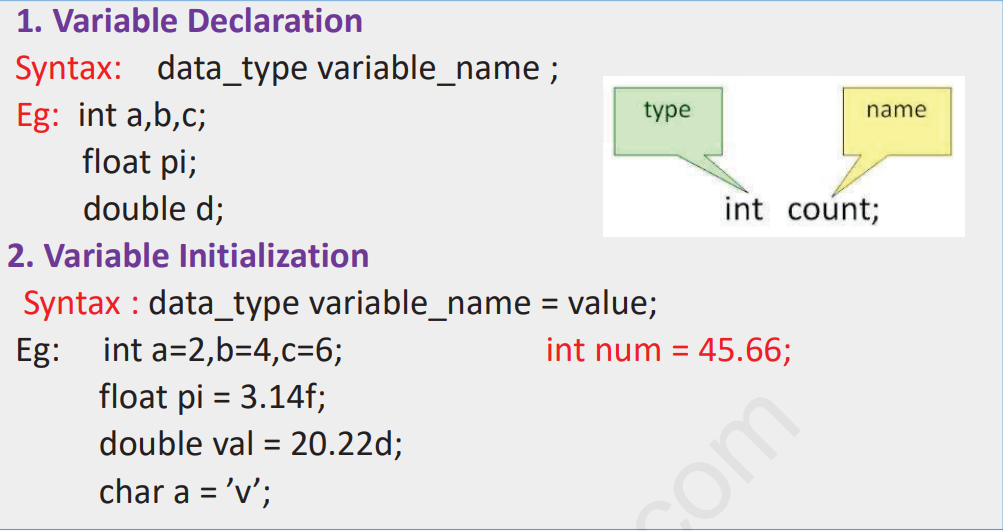 1. Variable Declaration
Syntax: data_type variable_name ;
Eg: int a,b,c;
float pi;
double d;
type
name
int count;
2. Variable Initialization
Syntax : data_type variable_name = value;
Eg: int a=2,b=4,c=6;
int num = 45.66;
float pi = 3.14f;
double val = 20.22d;
char a = ’v’;
com